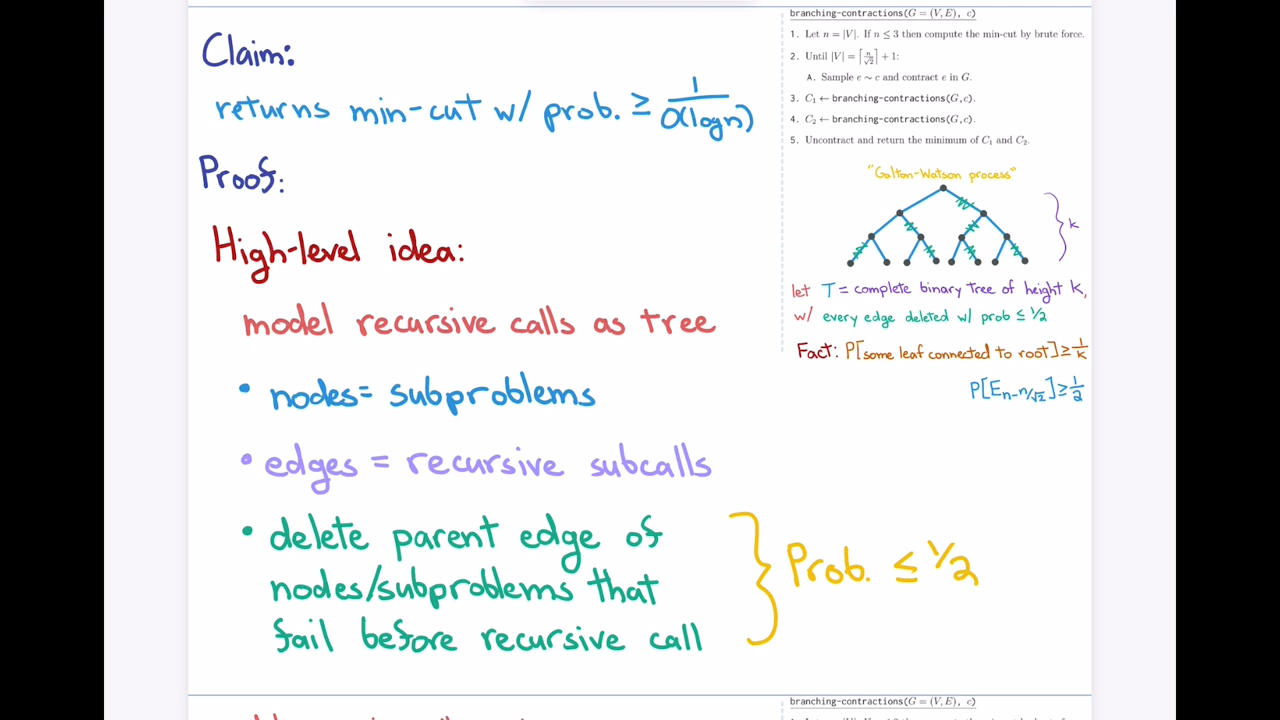 Claim:
returns min-cut w/ prob. ≥ 1/O(log n)
Proof:
High-level idea:
model recursive calls as tree
• nodes = subproblems
• edges = recursive subcalls
• delete parent edge of
nodes/subproblems that
fail before recursive call
} Prob. ≤ 1/2
branching-contractions(G = (V, E), c)
1. Let n = |V|. If n ≤ 3 then compute the min-cut by brute force.
2. Until |V| = ⌈n/√2⌉ + 1:
A. Sample e ∼ c and contract e in G.
3. C₁ ← branching-contractions(G, c).
4. C₂ ← branching-contractions(G, c).
5. Uncontract and return the minimum of C₁ and C₂.
"Galton-Watson process"
} k
let T = complete binary tree of height k,
w/ every edge deleted w/ prob ≤ 1/2
Fact: P[some leaf connected to root] ≥ 1/k
P[E_{n-n/√2}] ≥ 1/2
branching-contractions(G = (V, E), c)